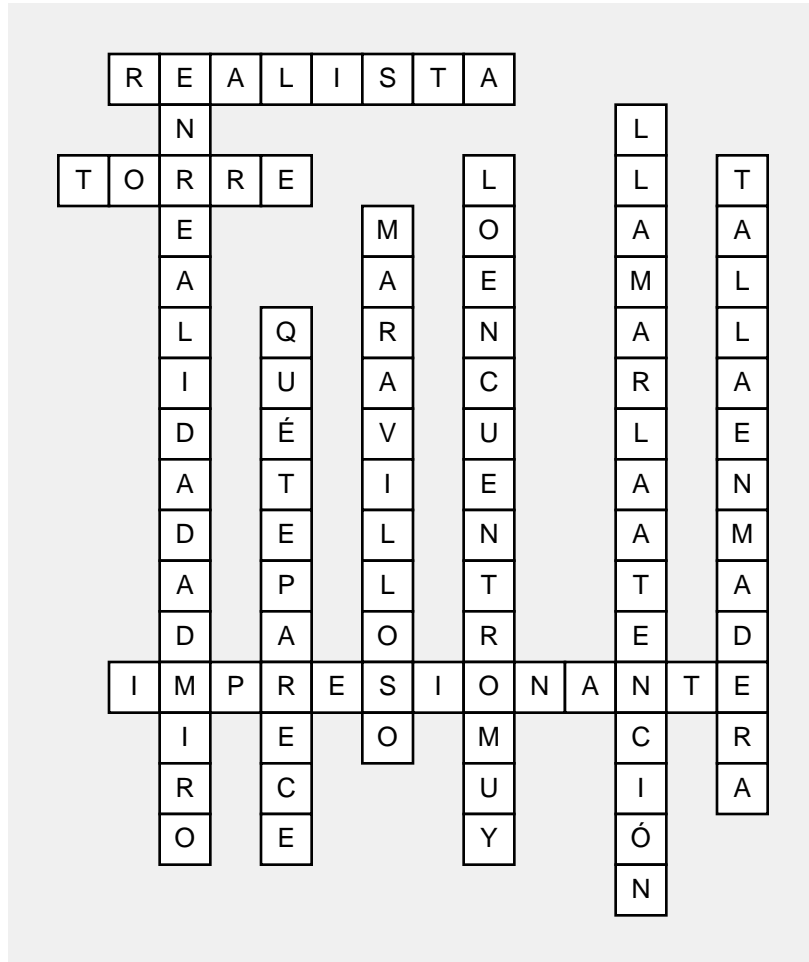 REALISTA
ENREALIDADADMIRO
LLAMARLAATENCIÓN
TORRE
LOENCUENTROMUY
TALLAENMADERA
MARAVILLOSO
QUÉTEPARECE
IMPRESIONANTE